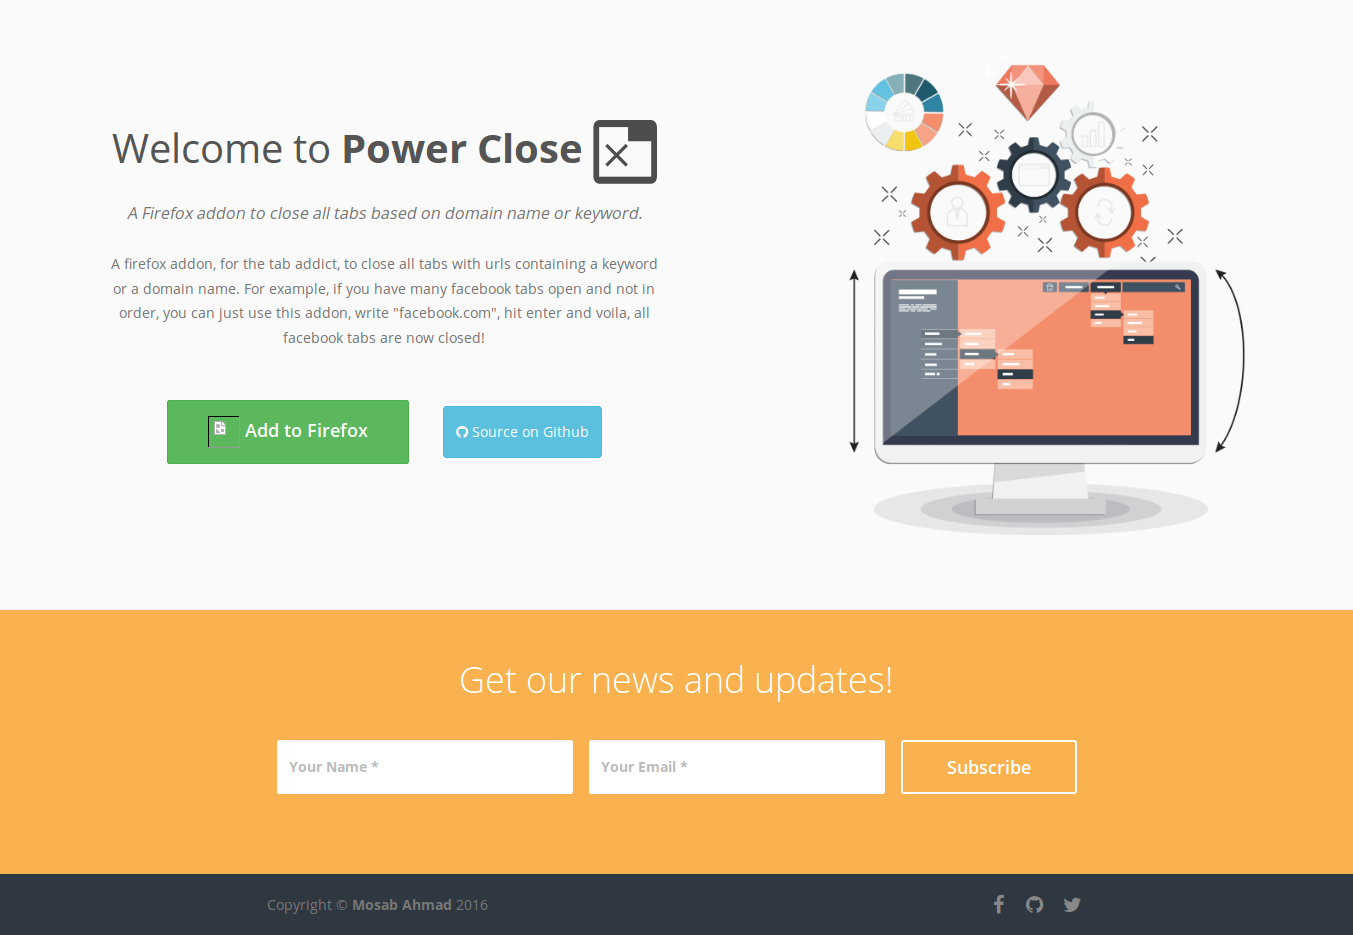 Welcome to Power Close
A Firefox addon to close all tabs based on domain name or keyword.
A firefox addon, for the tab addict, to close all tabs with urls containing a keyword
or a domain name. For example, if you have many facebook tabs open and not in
order, you can just use this addon, write "facebook.com", hit enter and voila, all
facebook tabs are now closed!
Add to Firefox
Source on Github
Get our news and updates!
Your Name *
Your Email *
Subscribe
Copyright © Mosab Ahmad 2016